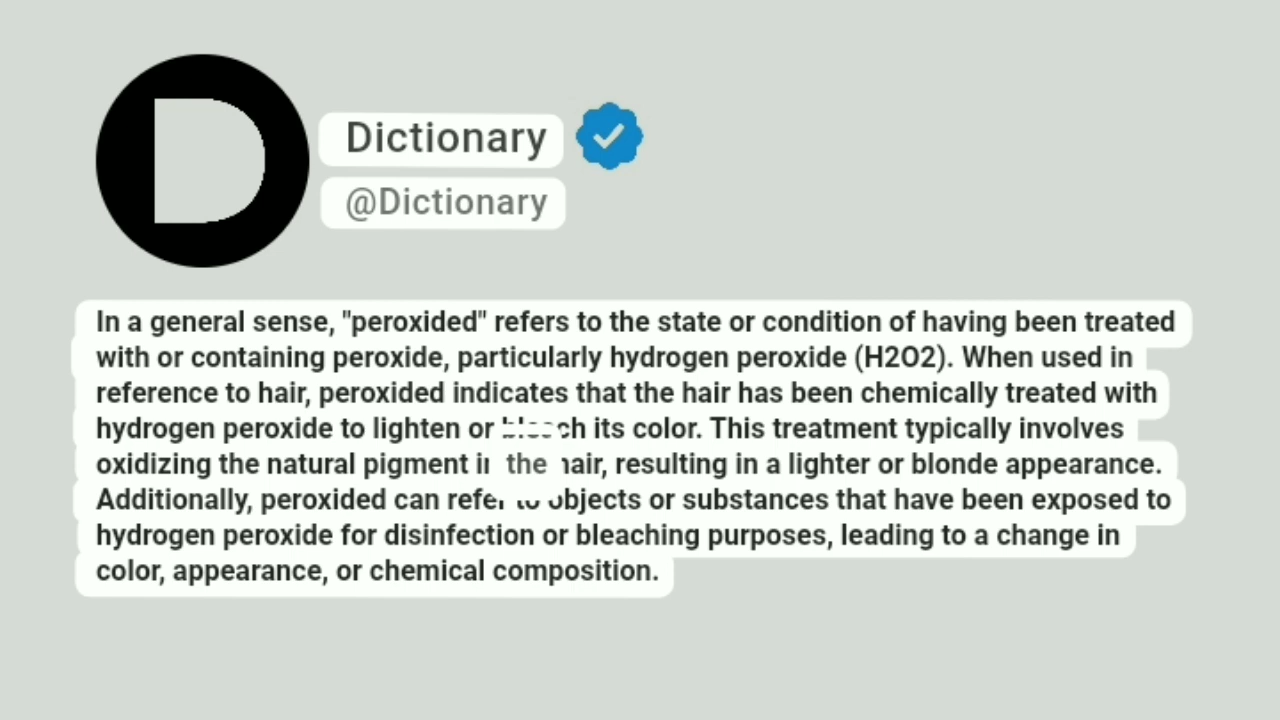 D
Dictionary
@Dictionary
In a general sense, "peroxided" refers to the state or condition of having been treated
with or containing peroxide, particularly hydrogen peroxide (H2O2). When used in
reference to hair, peroxided indicates that the hair has been chemically treated with
hydrogen peroxide to lighten or bleach its color. This treatment typically involves
oxidizing the natural pigment in the hair, resulting in a lighter or blonde appearance.
Additionally, peroxided can refer to objects or substances that have been exposed to
hydrogen peroxide for disinfection or bleaching purposes, leading to a change in
color, appearance, or chemical composition.